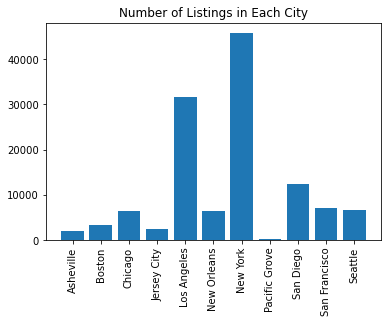 Number of Listings in Each City
40000
30000
20000
10000
0
Asheville
Boston
Chicago
Jersey City
Los Angeles
New Orleans
New York
Pacific Grove
San Diego
San Francisco
Seattle